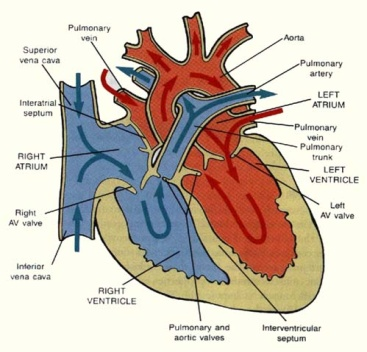 Pulmonary
vein
Superior
vena cava
Interatrial
septum
RIGHT
ATRIUM
Right
AV valve
Inferior
vena cava
RIGHT
VENTRICLE
Pulmonary and
aortic valves
Interventricular
septum
Aorta
Pulmonary
artery
LEFT
ATRIUM
Pulmonary
vein
Pulmonary
trunk
LEFT
VENTRICLE
Left
AV valve